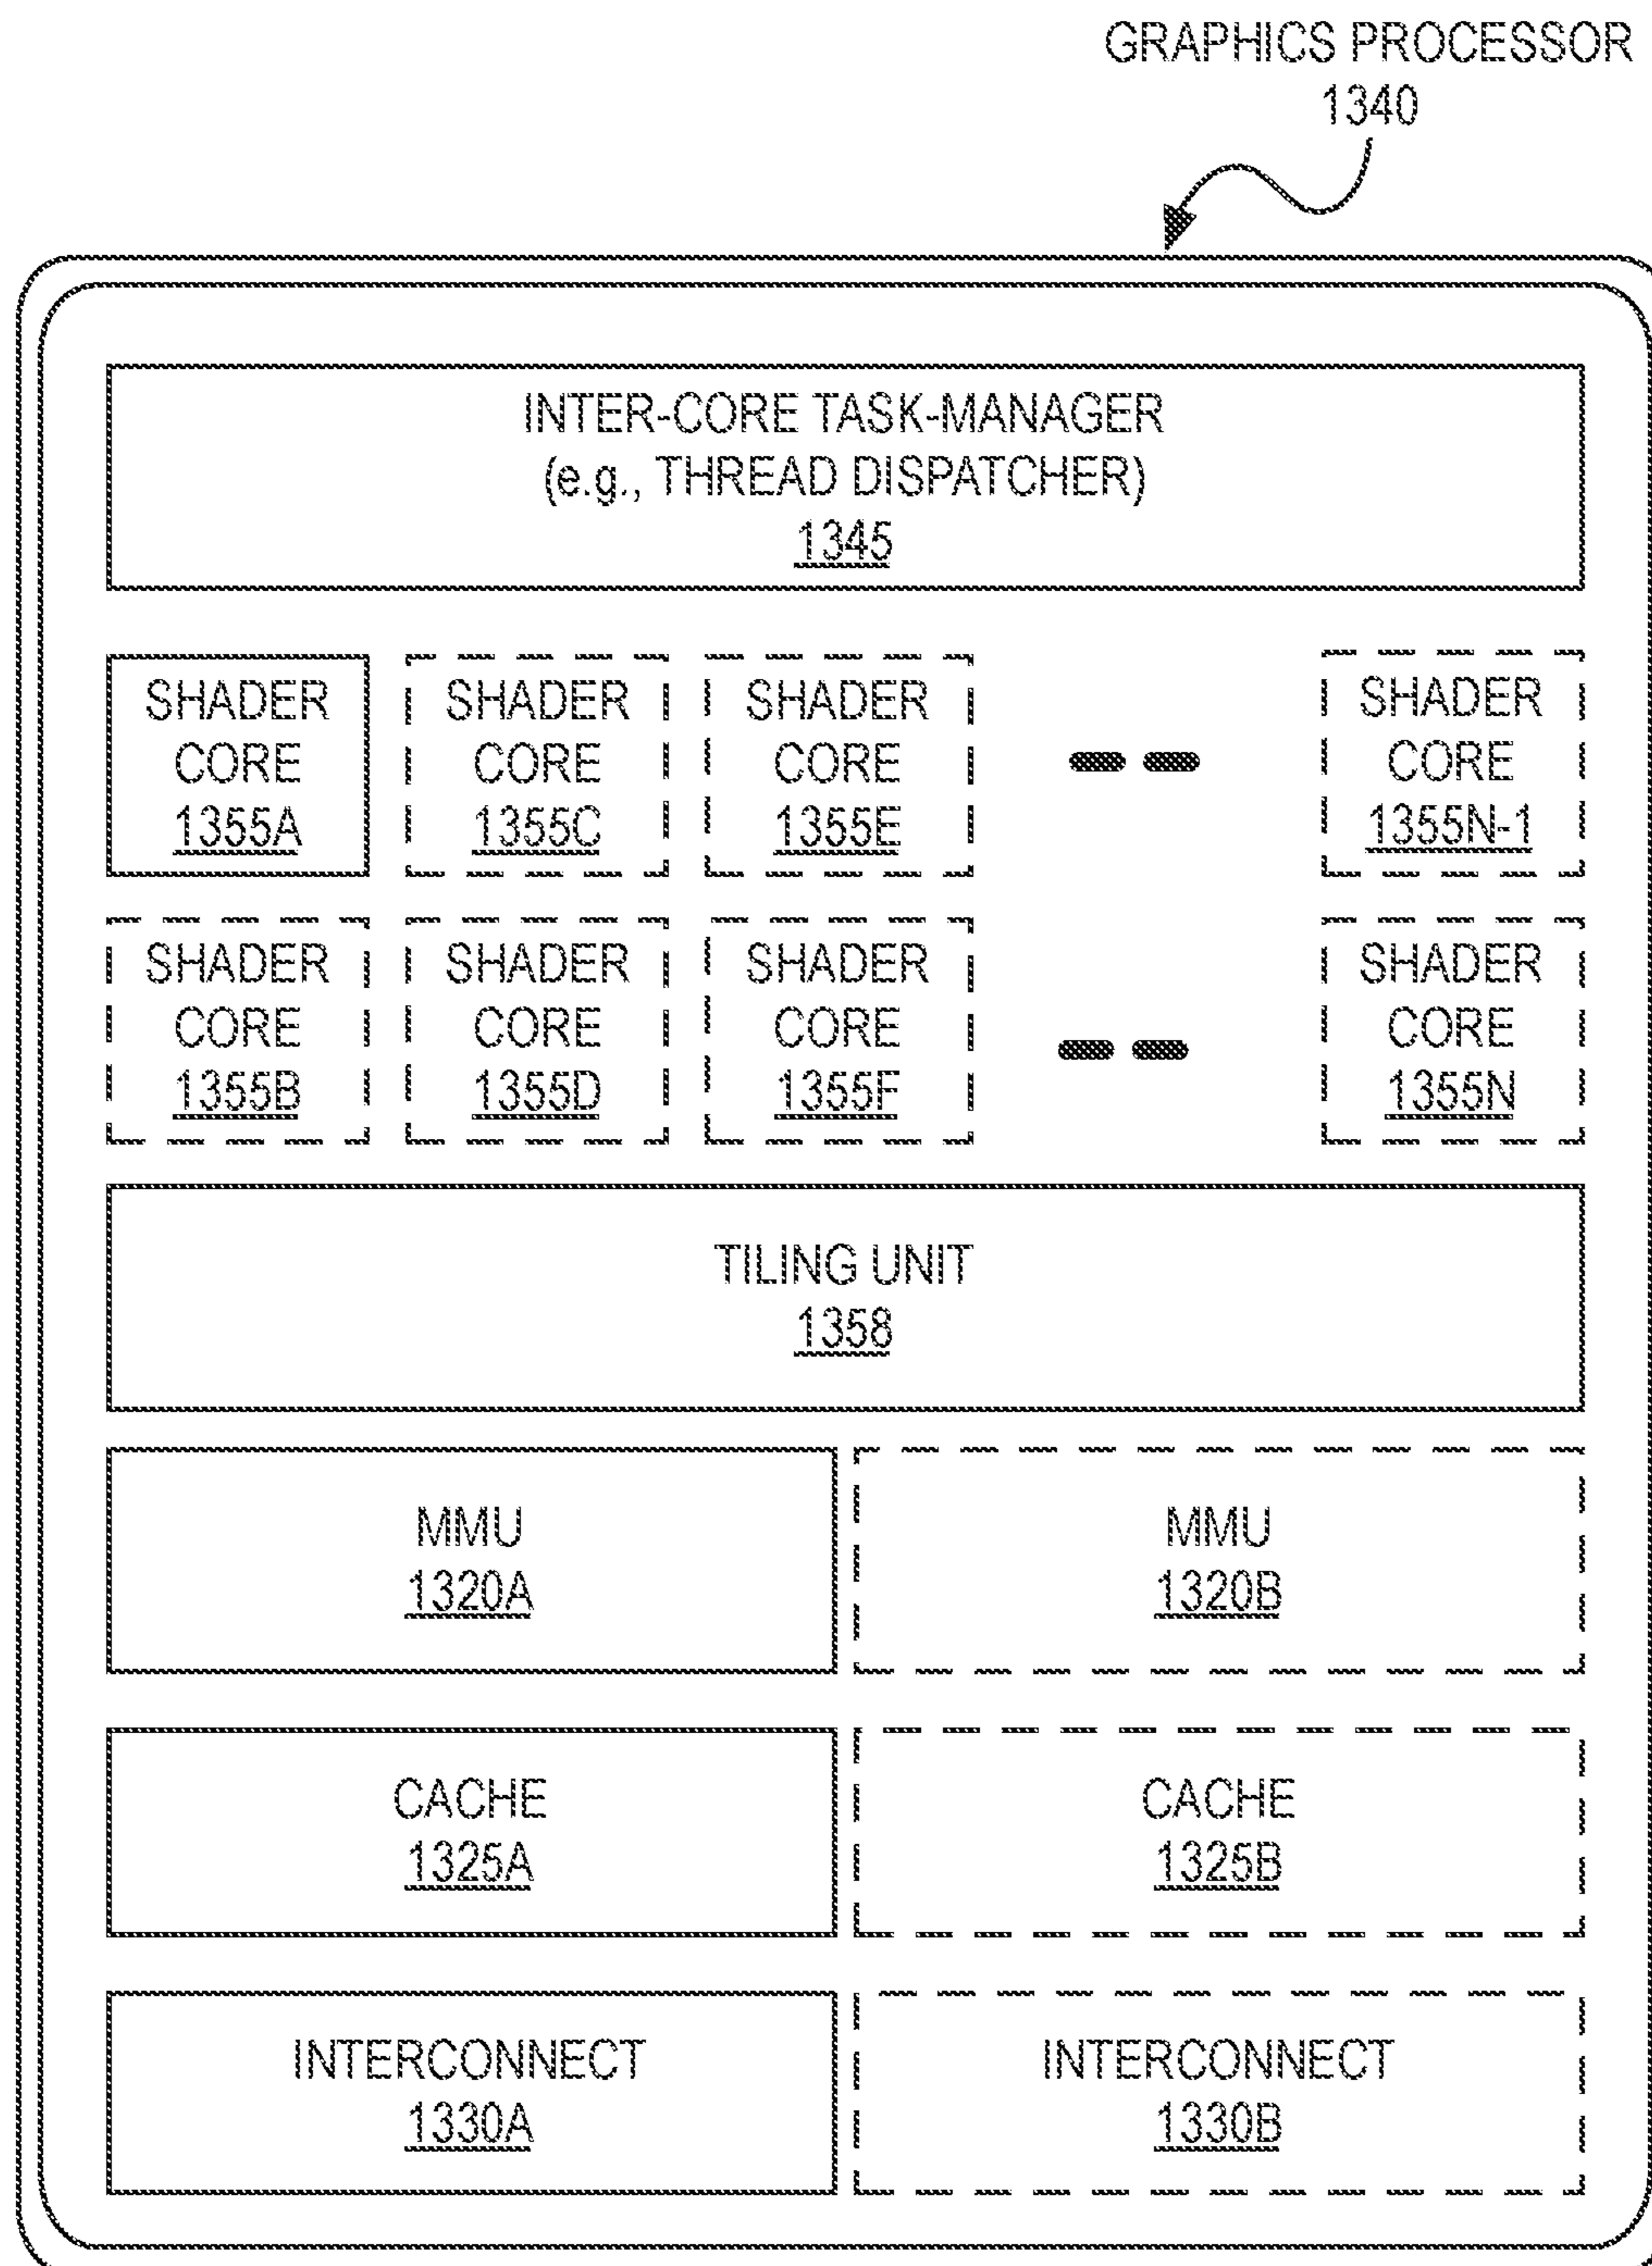 GRAPHICS PROCESSOR
1340
INTER-CORE TASK-MANAGER
(e.g., THREAD DISPATCHER)
1345
SHADER
CORE
1355A
SHADER
CORE
1355C
SHADER
CORE
1355E
SHADER
CORE
1355N-1
SHADER
CORE
1355B
SHADER
CORE
1355D
SHADER
CORE
1355F
SHADER
CORE
1355N
TILING UNIT
1358
MMU
1320A
MMU
1320B
CACHE
1325A
CACHE
1325B
INTERCONNECT
1330A
INTERCONNECT
1330B